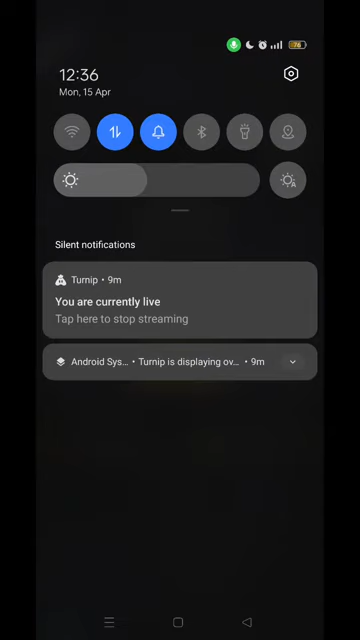 76
12:36
Mon, 15 Apr
A
Silent notifications
Turnip • 9m
You are currently live
Tap here to stop streaming
Android Sys... • Turnip is displaying ov... • 9m